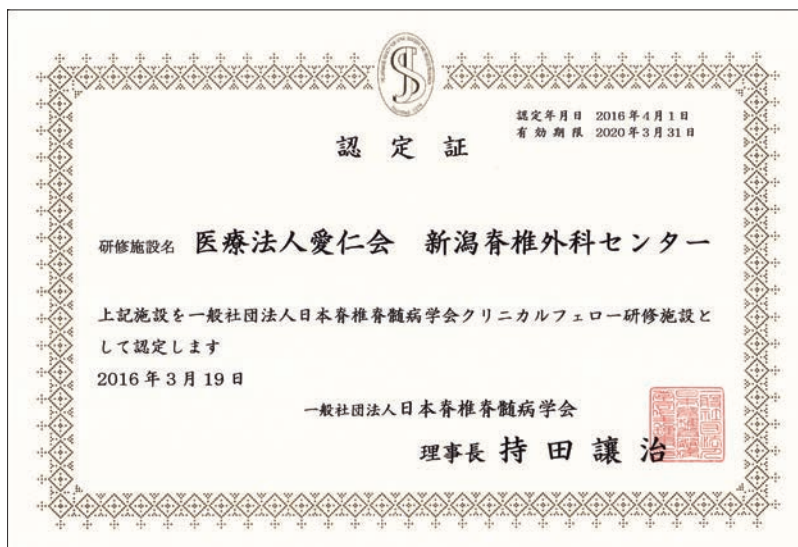 認定年月日 2016年4月1日
有効期限 2020年3月31日
認定証
研修施設名 医療法人愛仁会 新潟脊椎外科センター
上記施設を一般社団法人日本脊椎脊髄病学会クリニカルフェロー研修施設と
して認定します
2016年3月19日
一般社団法人日本脊椎脊髄病学会
理事長 持田讓治